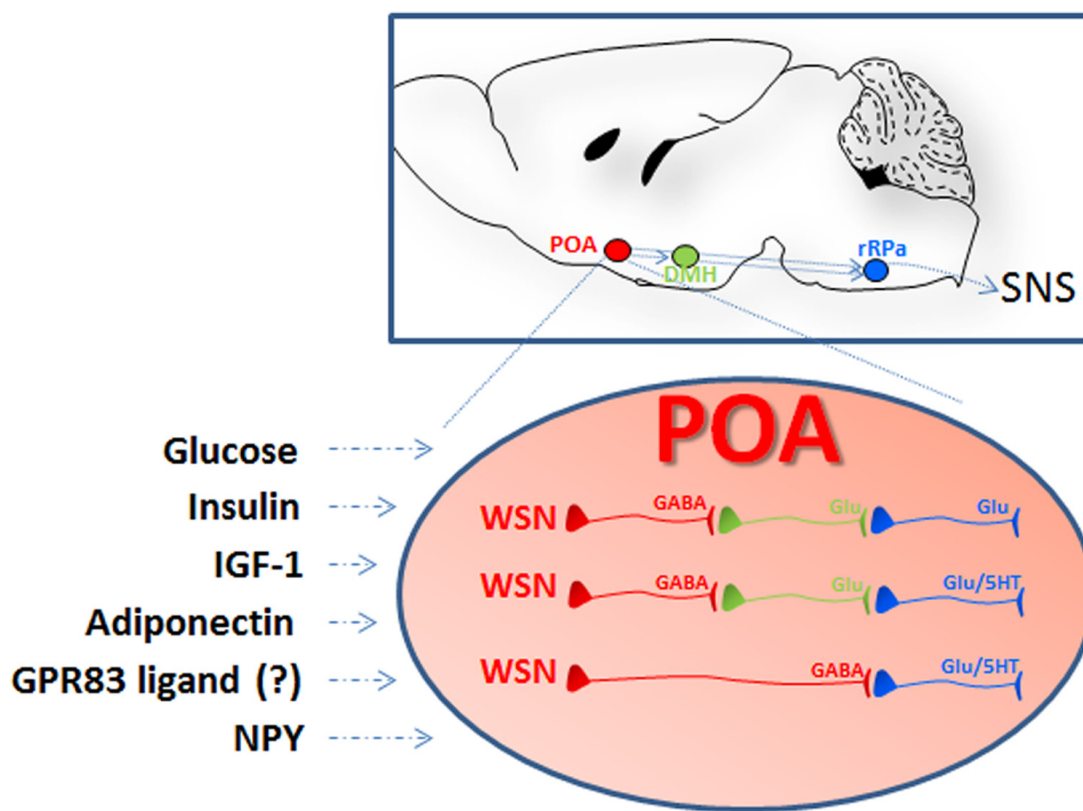 POA
DMH
rRPa
SNS
POA
Glucose
Insulin
IGF-1
Adiponectin
GPR83 ligand (?)
NPY
WSN GABA Glu Glu
WSN GABA Glu Glu/5HT
WSN GABA Glu/5HT